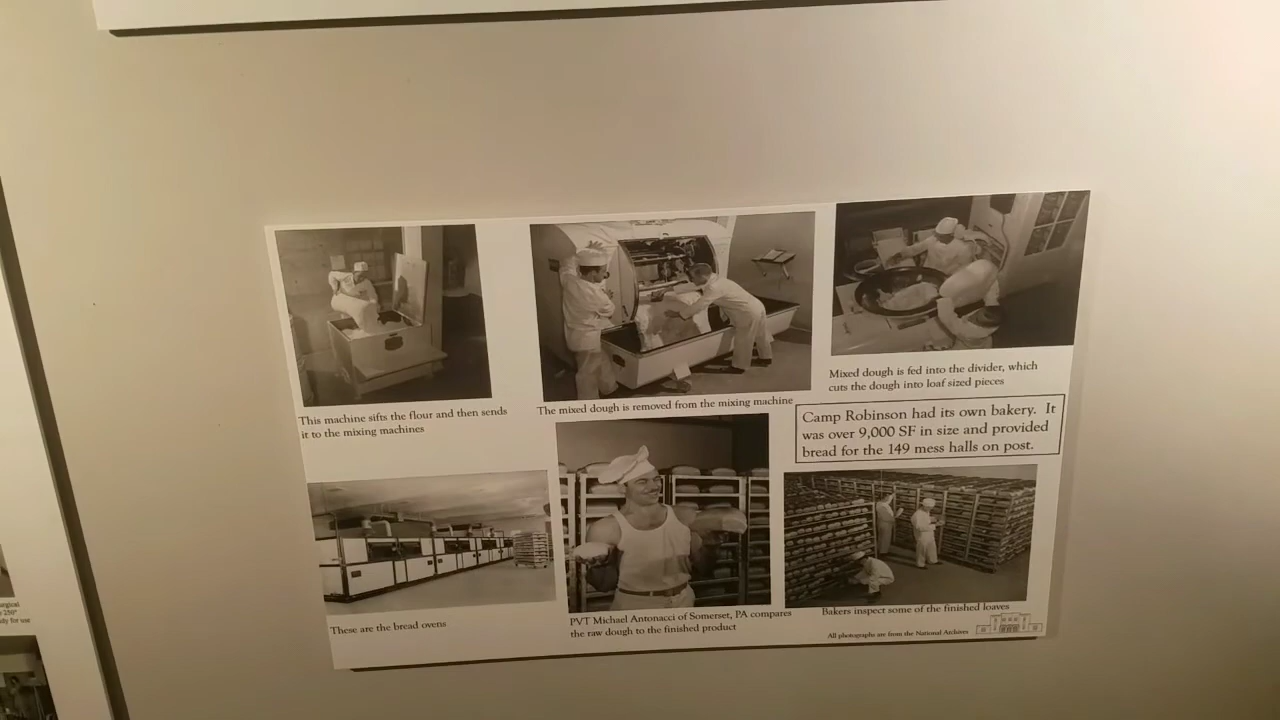 This machine sifts the flour and then sends
it to the mixing machines
The mixed dough is removed from the mixing machine
Mixed dough is fed into the divider, which
cuts the dough into loaf sized pieces
Camp Robinson had its own bakery. It
was over 9,000 SF in size and provided
bread for the 149 mess halls on post.
These are the bread ovens
PVT Michael Antonacci of Somerset, PA compares
the raw dough to the finished product
Bakers inspect some of the finished loaves
All photographs are from the National Archives
250°
for use